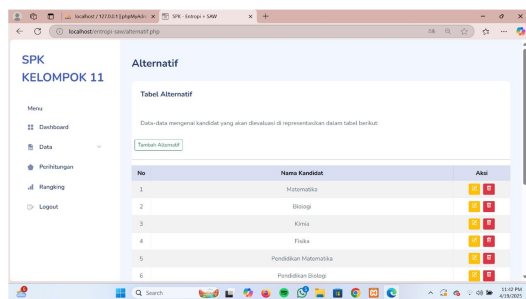 localhost / 127.0.0.1 | phpMyAdn
SPK - Entropi + SAW
localhost/entropi-saw/alternatif.php
SPK
KELOMPOK 11
Menu
Dashboard
Data
Perihitungan
Rangking
Logout
Alternatif
Tabel Alternatif
Data-data mengenai kandidat yang akan dievaluasi di representasikan dalam tabel berikut:
Tambah Alternatif
No Nama Kandidat Aksi
1 Matematika
2 Biologi
3 Kimia
4 Fisika
5 Pendidikan Matematika
6 Pendidikan Biologi
Search
11:42 PM
4/19/2025